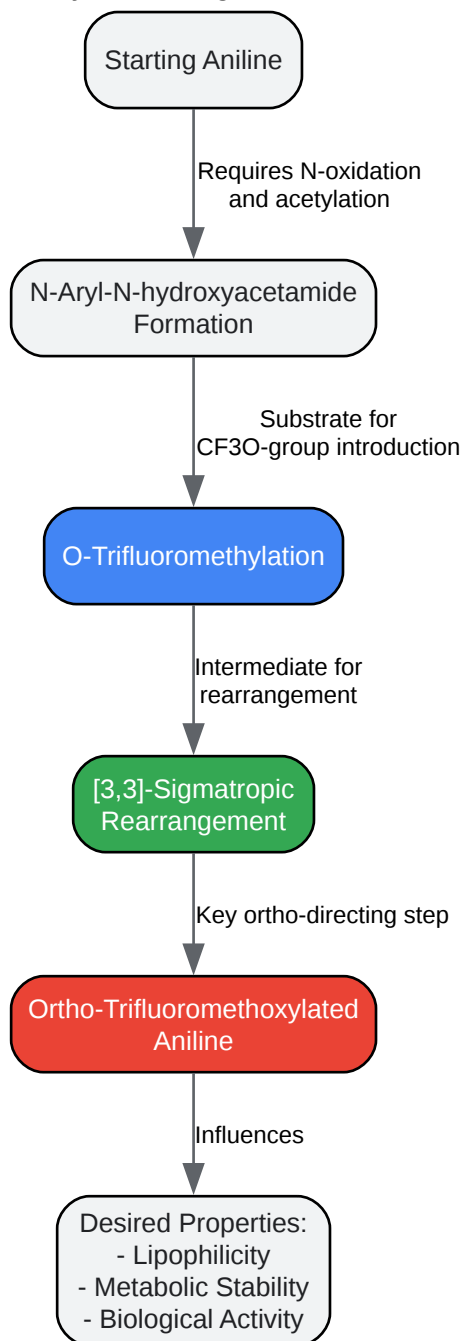 Starting Aniline
Requires N-oxidation
and acetylation
N-Aryl-N-hydroxyacetamide
Formation
Substrate for
CF3O-group introduction
O-Trifluoromethylation
Intermediate for
rearrangement
[3,3]-Sigmatropic
Rearrangement
Key ortho-directing step
Ortho-Trifluoromethoxylated
Aniline
Influences
Desired Properties:
- Lipophilicity
- Metabolic Stability
- Biological Activity